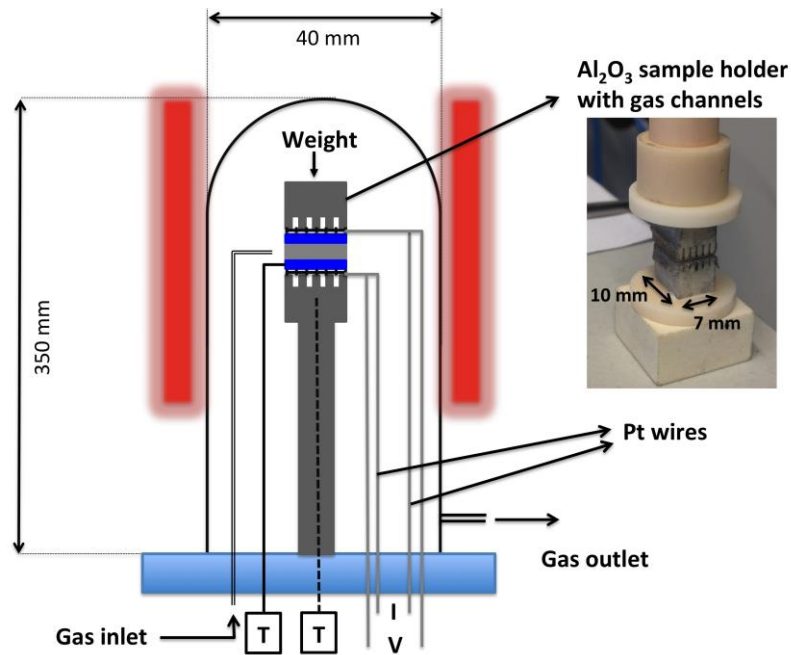 40 mm
Al₂O₃ sample holder
with gas channels
Weight
10 mm
7 mm
350 mm
Pt wires
Gas outlet
I
Gas inlet
T
T
V